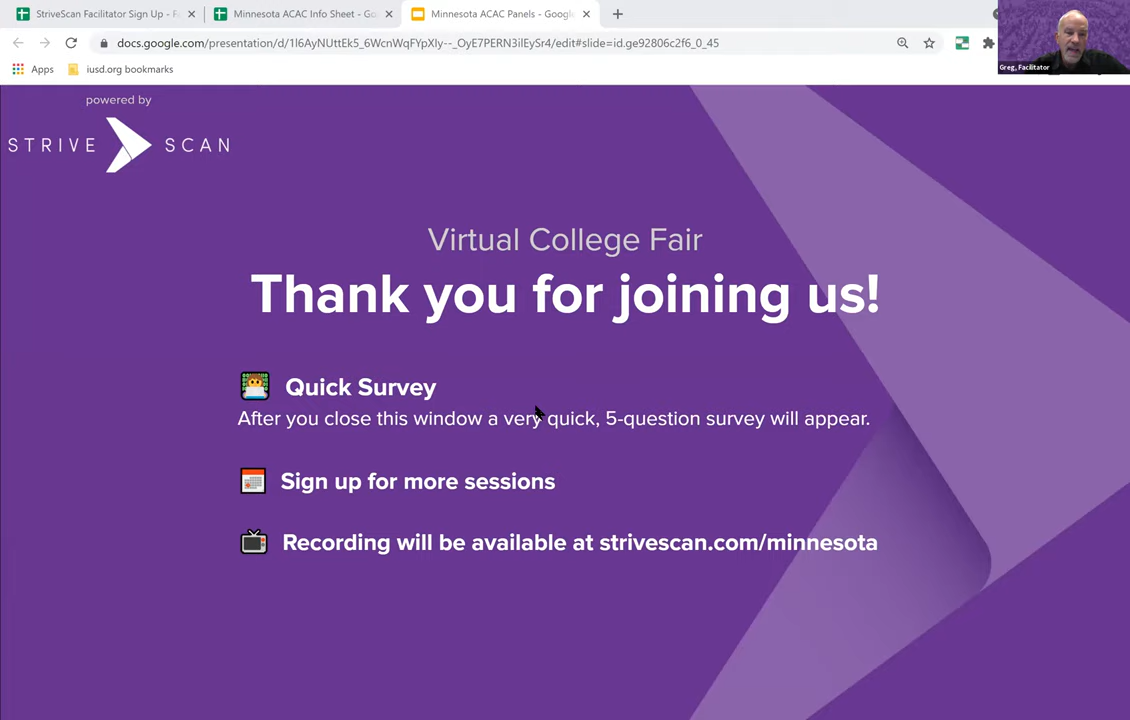 StriveScan Facilitator Sign Up - F
Minnesota ACAC Info Sheet - Go
Minnesota ACAC Panels - Google
docs.google.com/presentation/d/1l6AyNUttEk5_6WcnWqFYpXIy--_OyE7PERN3ilEySr4/edit#slide=id.ge92806c2f6_0_45
Apps
iusd.org bookmarks
Greg, Facilitator
powered by
STRIVE SCAN
Virtual College Fair
Thank you for joining us!
Quick Survey
After you close this window a very quick, 5-question survey will appear.
Sign up for more sessions
Recording will be available at strivescan.com/minnesota